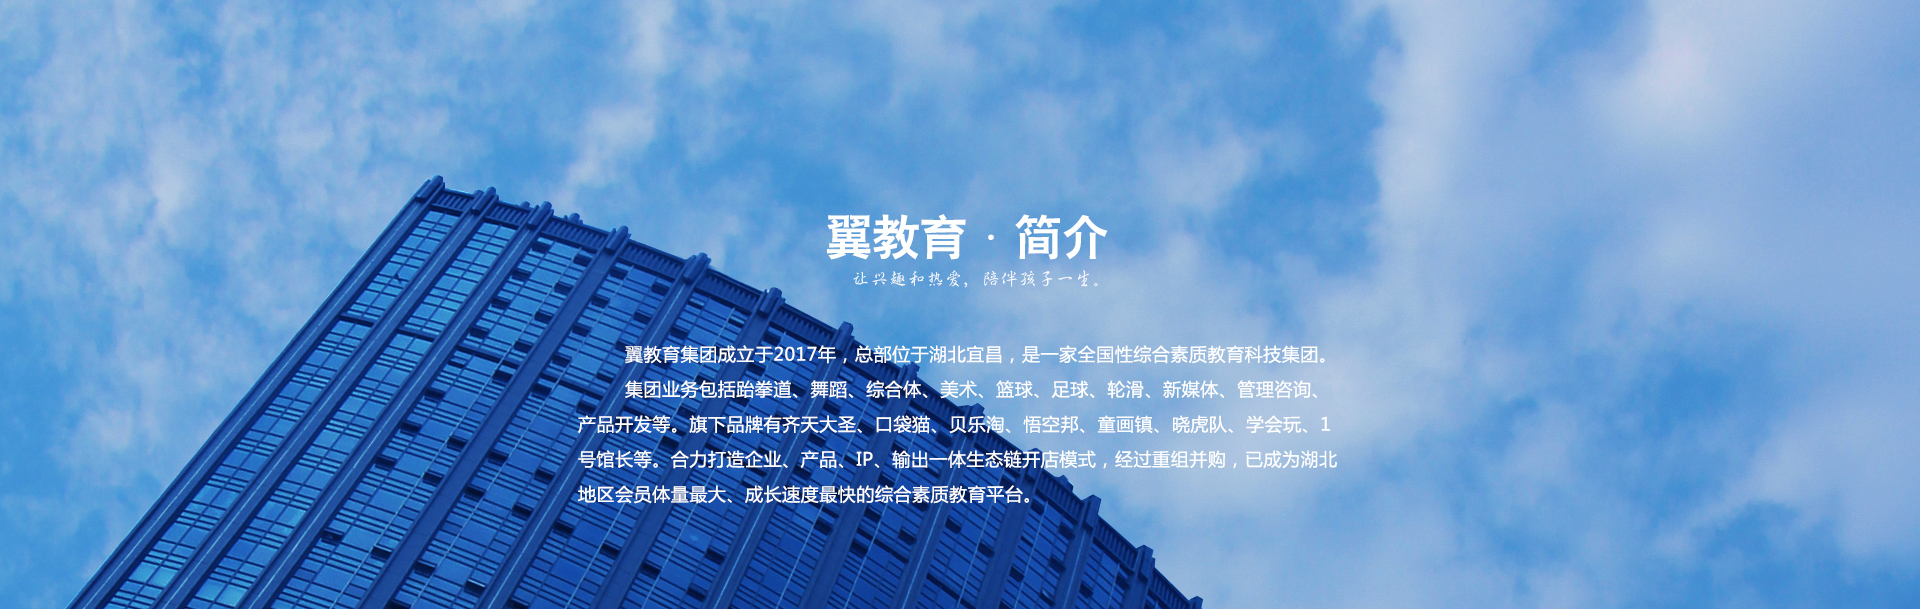 翼教育 · 简介
让兴趣和热爱，陪伴孩子一生。
翼教育集团成立于2017年，总部位于湖北宜昌，是一家全国性综合素质教育科技集团。
集团业务包括跆拳道、舞蹈、综合体、美术、篮球、足球、轮滑、新媒体、管理咨询、
产品开发等。旗下品牌有齐天大圣、口袋猫、贝乐淘、悟空邦、童画镇、晓虎队、学会玩、1
号馆长等。合力打造企业、产品、IP、输出一体生态链开店模式，经过重组并购，已成为湖北
地区会员体量最大、成长速度最快的综合素质教育平台。